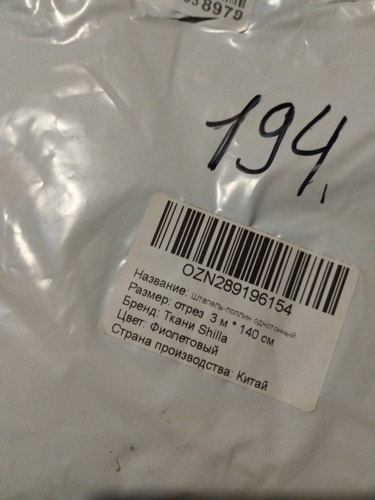 8979
194,
OZN289196154
Название: Штапель-поплин однотонный
Размер: отрез 3 м * 140 см
Бренд: Ткани Shilla
Цвет: Фиолетовый
Страна производства: Китай